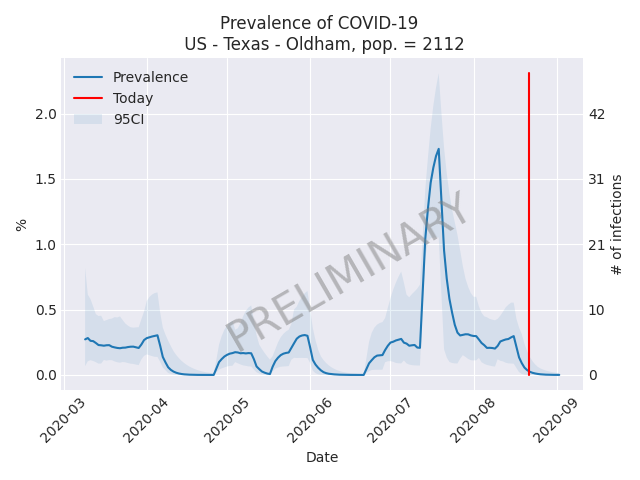 Prevalence of COVID-19
US - Texas - Oldham, pop. = 2112
Prevalence
Today
95CI
2.0
1.5
1.0
0.5
0.0
%
42
31
21
10
0
# of infections
PRELIMINARY
2020-03
2020-04
2020-05
2020-06
2020-07
2020-08
2020-09
Date